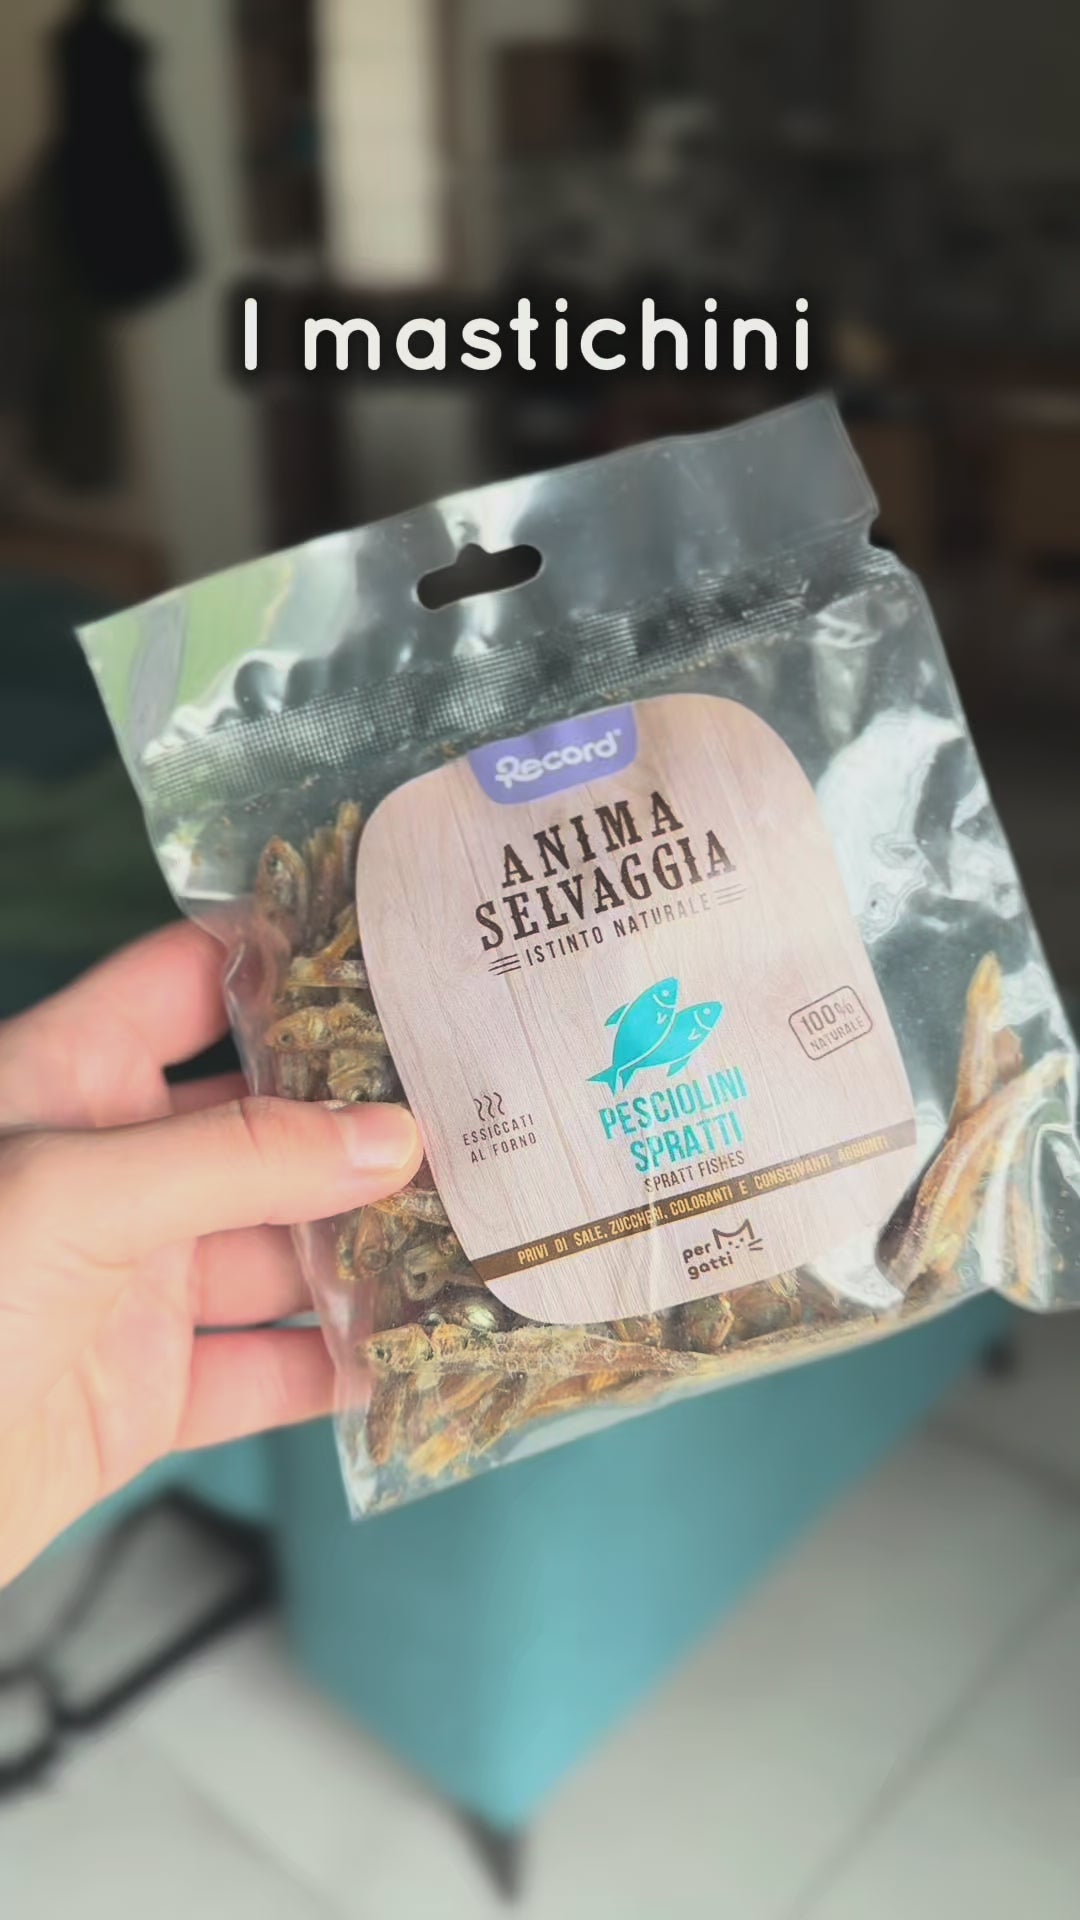 I mastichini
Record
ANIMA
SELVAGGIA
ISTINTO NATURALE
100%
NATURALE
ESSICCATI
AL FORNO
PESCIOLINI
SPRATTI
SPRATT FISHES
PRIVI DI SALE, ZUCCHERI, COLORANTI E CONSERVANTI AGGIUNTI
per
gatti